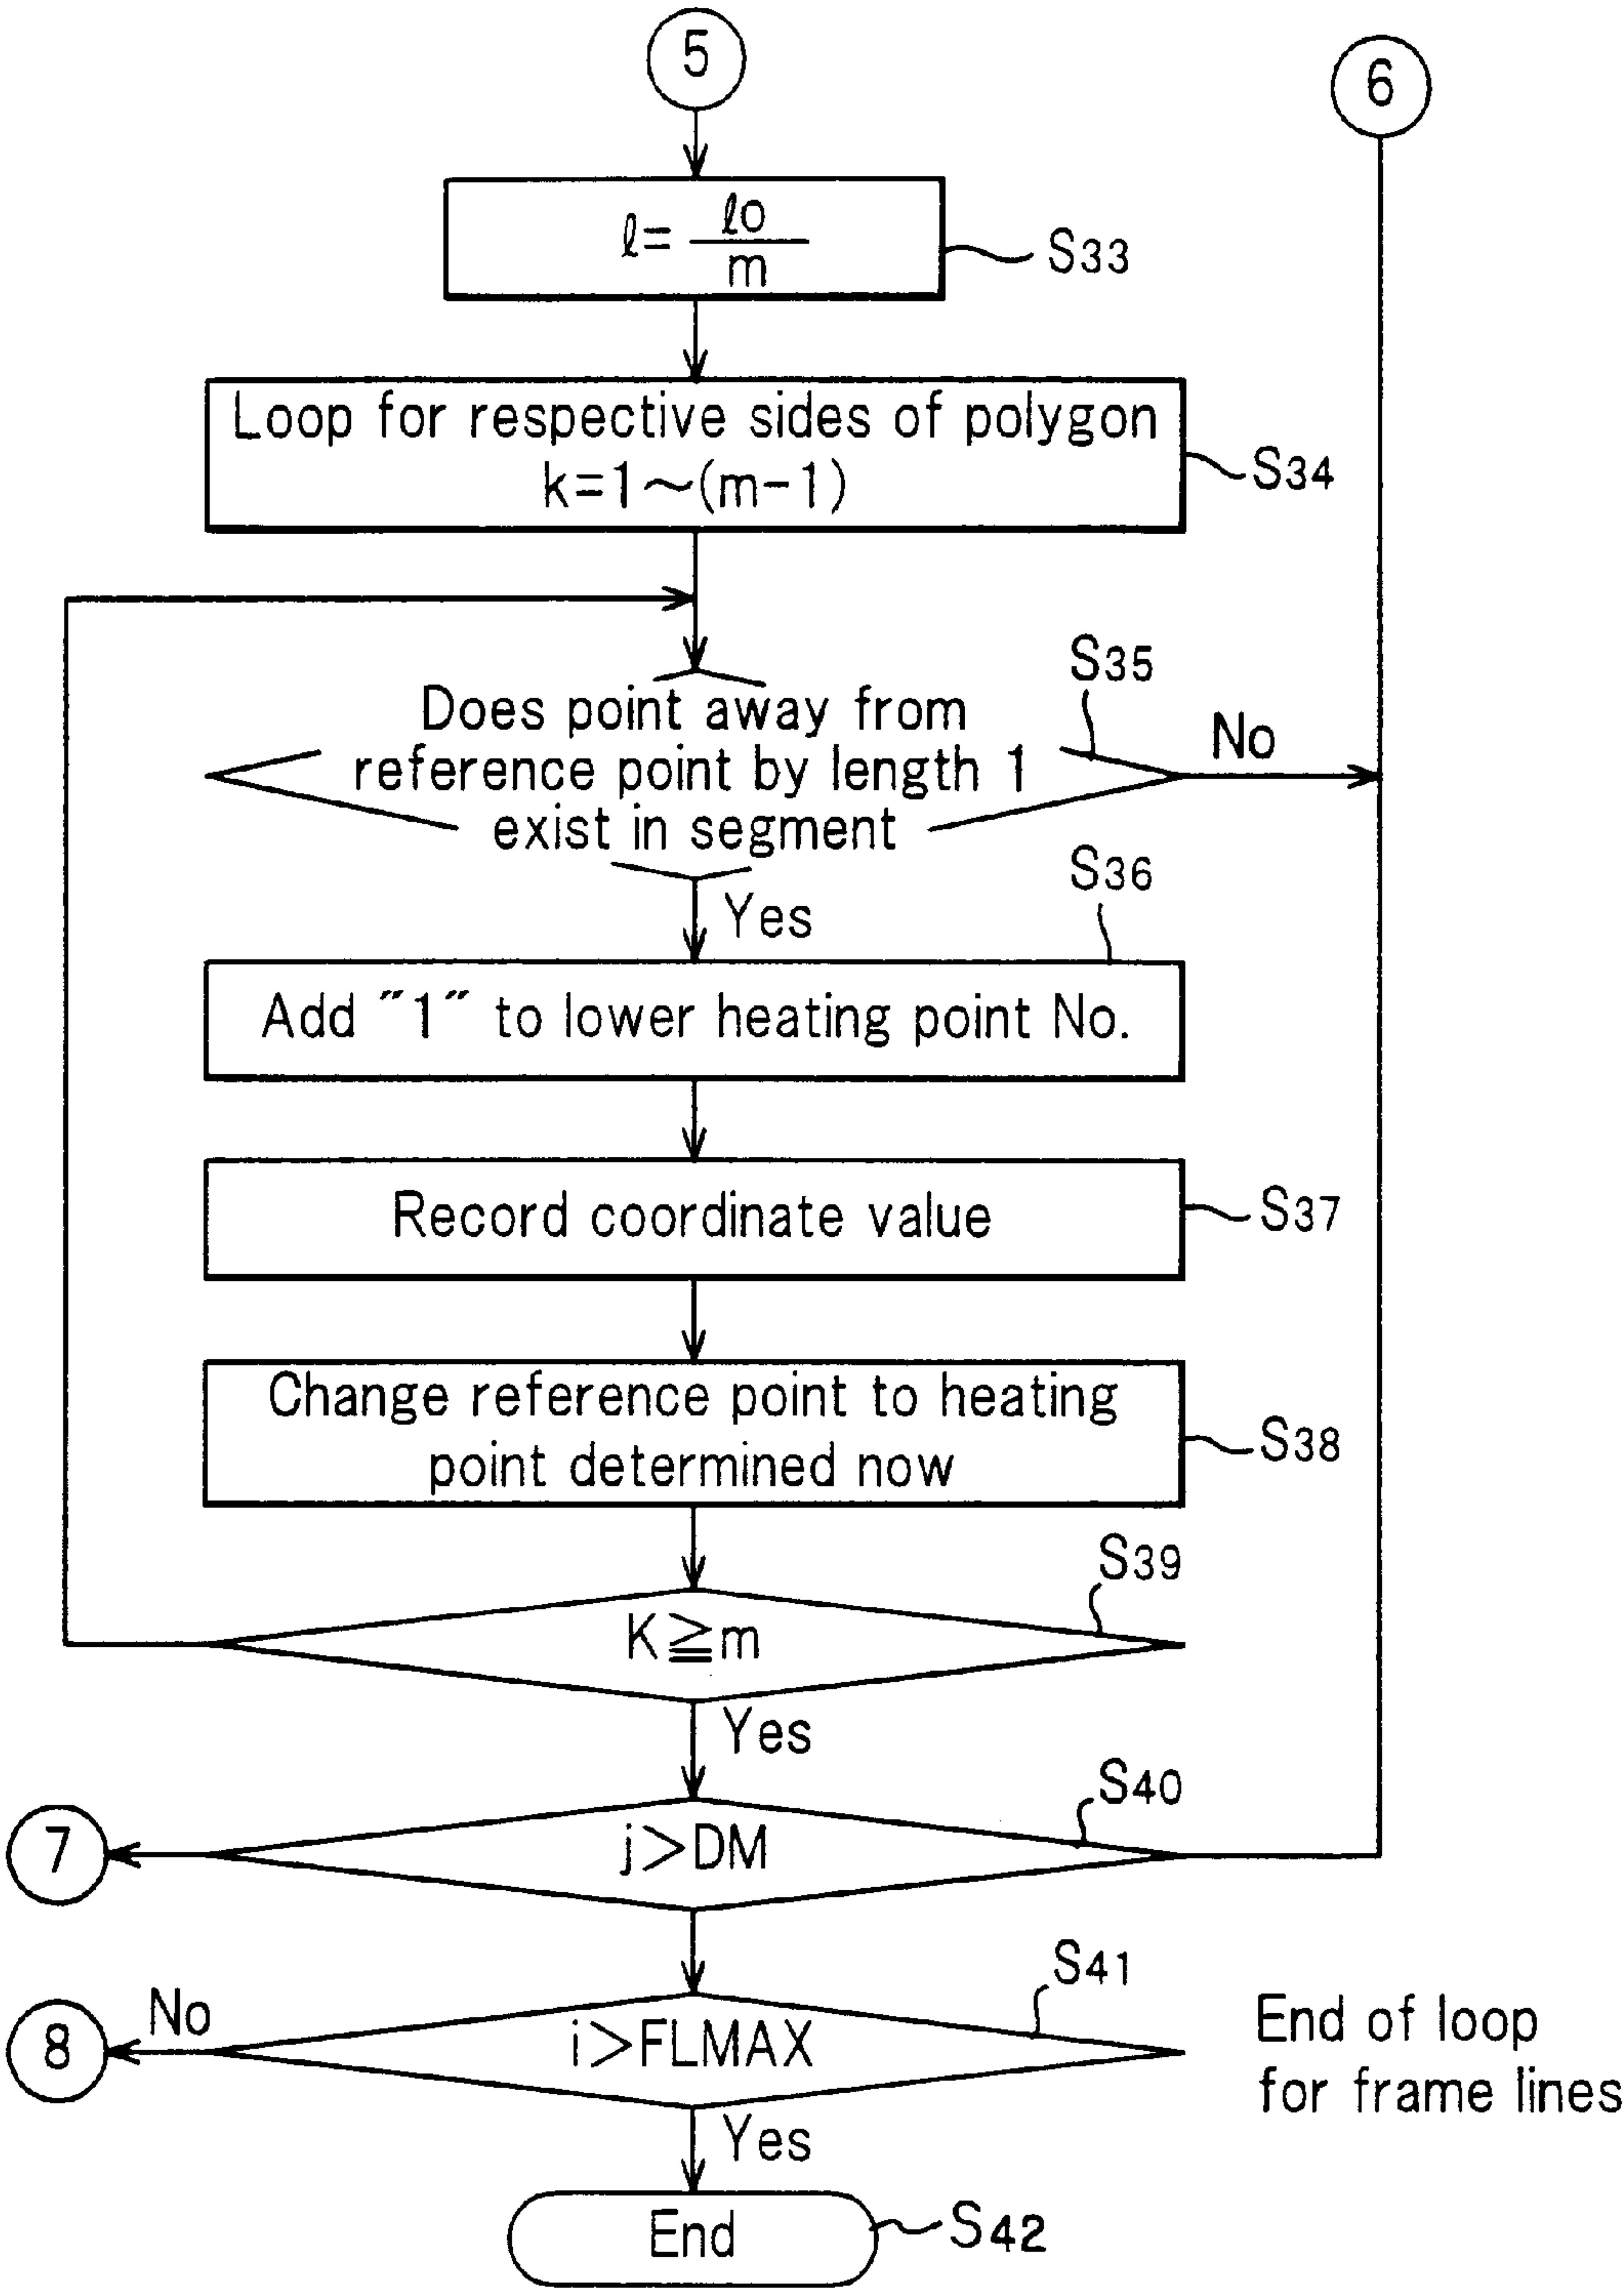 5
6
ℓ= ℓo
m
S33
Loop for respective sides of polygon
k=1~(m-1)
S34
S35
Does point away from
reference point by length 1
exist in segment
No
Yes
S36
Add "1" to lower heating point No.
Record coordinate value
S37
Change reference point to heating
point determined now
S38
S39
K≧m
Yes
S40
7
j>DM
S41
8
No
i>FLMAX
End of loop
for frame lines
Yes
End
S42